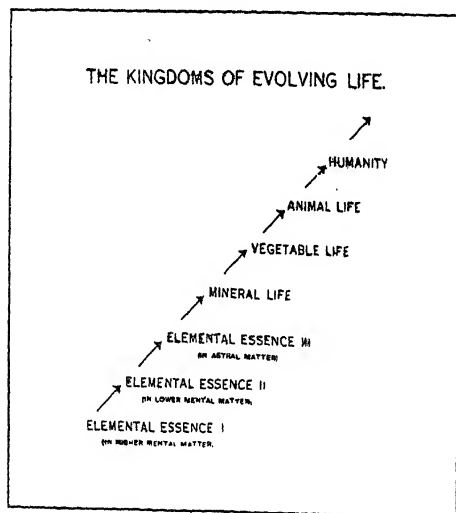 THE KINGDOMS OF EVOLVING LIFE.
HUMANITY
ANIMAL LIFE
VEGETABLE LIFE
MINERAL LIFE
ELEMENTAL ESSENCE III
(IN ASTRAL MATTER)
ELEMENTAL ESSENCE II
(IN LOWER MENTAL MATTER)
ELEMENTAL ESSENCE I
(IN HIGHER MENTAL MATTER.